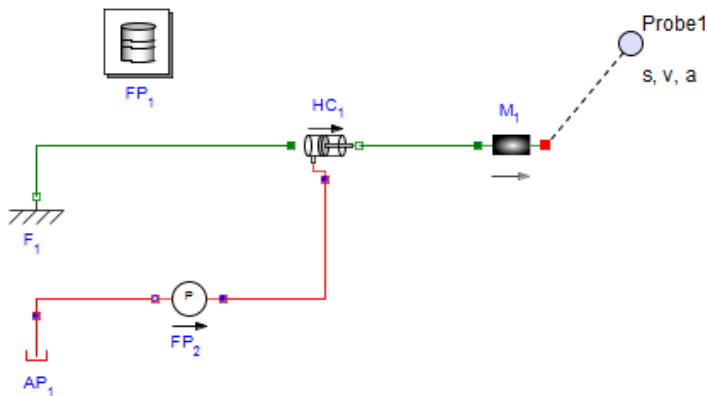 Probe1
s, v, a
FP₁
HC₁
M₁
F₁
P
FP₂
AP₁